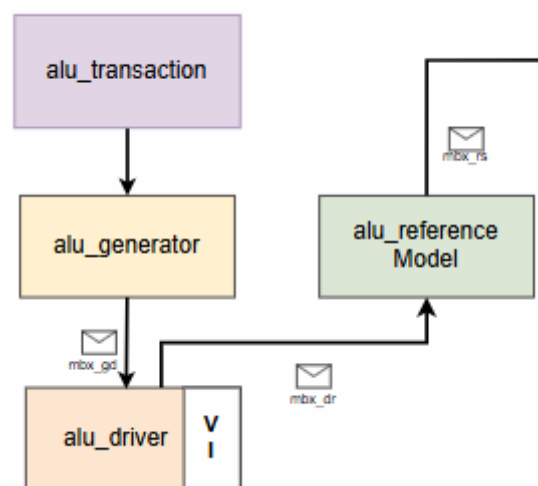 alu_transaction
mbx_rs
alu_generator
alu_reference
Model
mbx_gd
mbx_dr
alu_driver
V
I